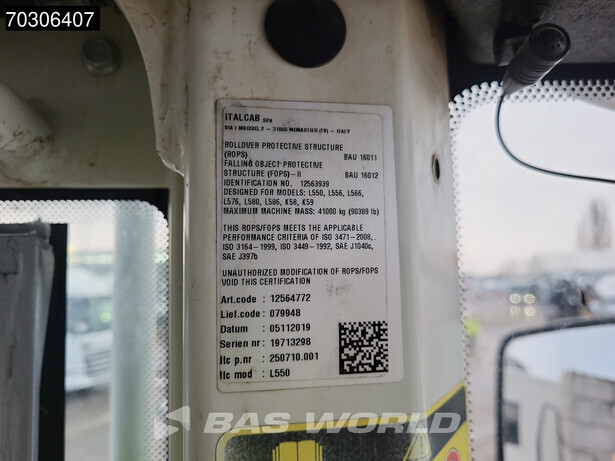 70306407
ITALCAB SPA
VIA 1 MAGGIO, 2 - 31050 MONASTIER (TV) - ITALY
ROLLOVER PROTECTIVE STRUCTURE
(ROPS) BAU 16011
FALLING OBJECT PROTECTIVE
STRUCTURE (FOPS)-II BAU 16012
IDENTIFICATION NO. 12563939
DESIGNED FOR MODELS: L550, L556, L566,
L576, L580, L586, K58, K59
MAXIMUM MACHINE MASS: 41000 kg (90389 lb)
THIS ROPS/FOPS MEETS THE APPLICABLE
PERFORMANCE CRITERIA OF ISO 3471-2008,
ISO 3164-1999, ISO 3449-1992, SAE J1040c,
SAE J397b
UNAUTHORIZED MODIFICATION OF ROPS/FOPS
VOID THIS CERTIFICATION
Art.code : 12564772
Lief.code : 079948
Datum : 05112019
Serien nr : 19713298
Itc p.nr : 250710.001
Itc mod : L550
BAS WORLD